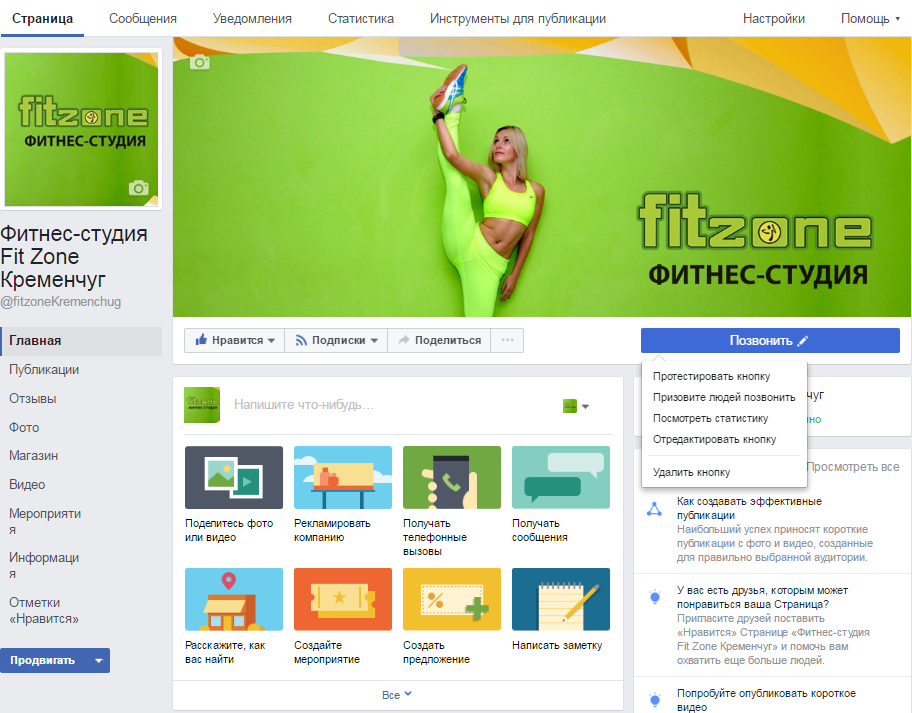 Страница Сообщения Уведомления Статистика Инструменты для публикации Настройки Помощь
fitzone
ФИТНЕС-СТУДИЯ
fitzone
ФИТНЕС-СТУДИЯ
Фитнес-студия
Fit Zone
Кременчуг
@fitzoneKremenchug
Главная
Публикации
Отзывы
Фото
Магазин
Видео
Мероприяти
я
Информаци
я
Отметки
«Нравится»
Продвигать
Нравится Подписки Поделиться ...
Позвонить
Протестировать кнопку
Призовите людей позвонить
Посмотреть статистику
Отредактировать кнопку
Удалить кнопку
чуг
но
Просмотреть все
fitzone
ФИТНЕС-СТУДИЯ
Напишите что-нибудь...
Поделитесь фото
или видео
Рекламировать
компанию
Получать
телефонные
вызовы
Получать
сообщения
Расскажите, как
вас найти
Создайте
мероприятие
Создать
предложение
Написать заметку
Все
Как создавать эффективные
публикации
Наибольший успех приносят короткие
публикации с фото и видео, созданные
для правильно выбранной аудитории.
У вас есть друзья, которым может
понравиться ваша Страница?
Пригласите друзей поставить
«Нравится» Странице «Фитнес-студия
Fit Zone Кременчуг» и помочь вам
охватить еще больше людей.
Попробуйте опубликовать короткое
видео